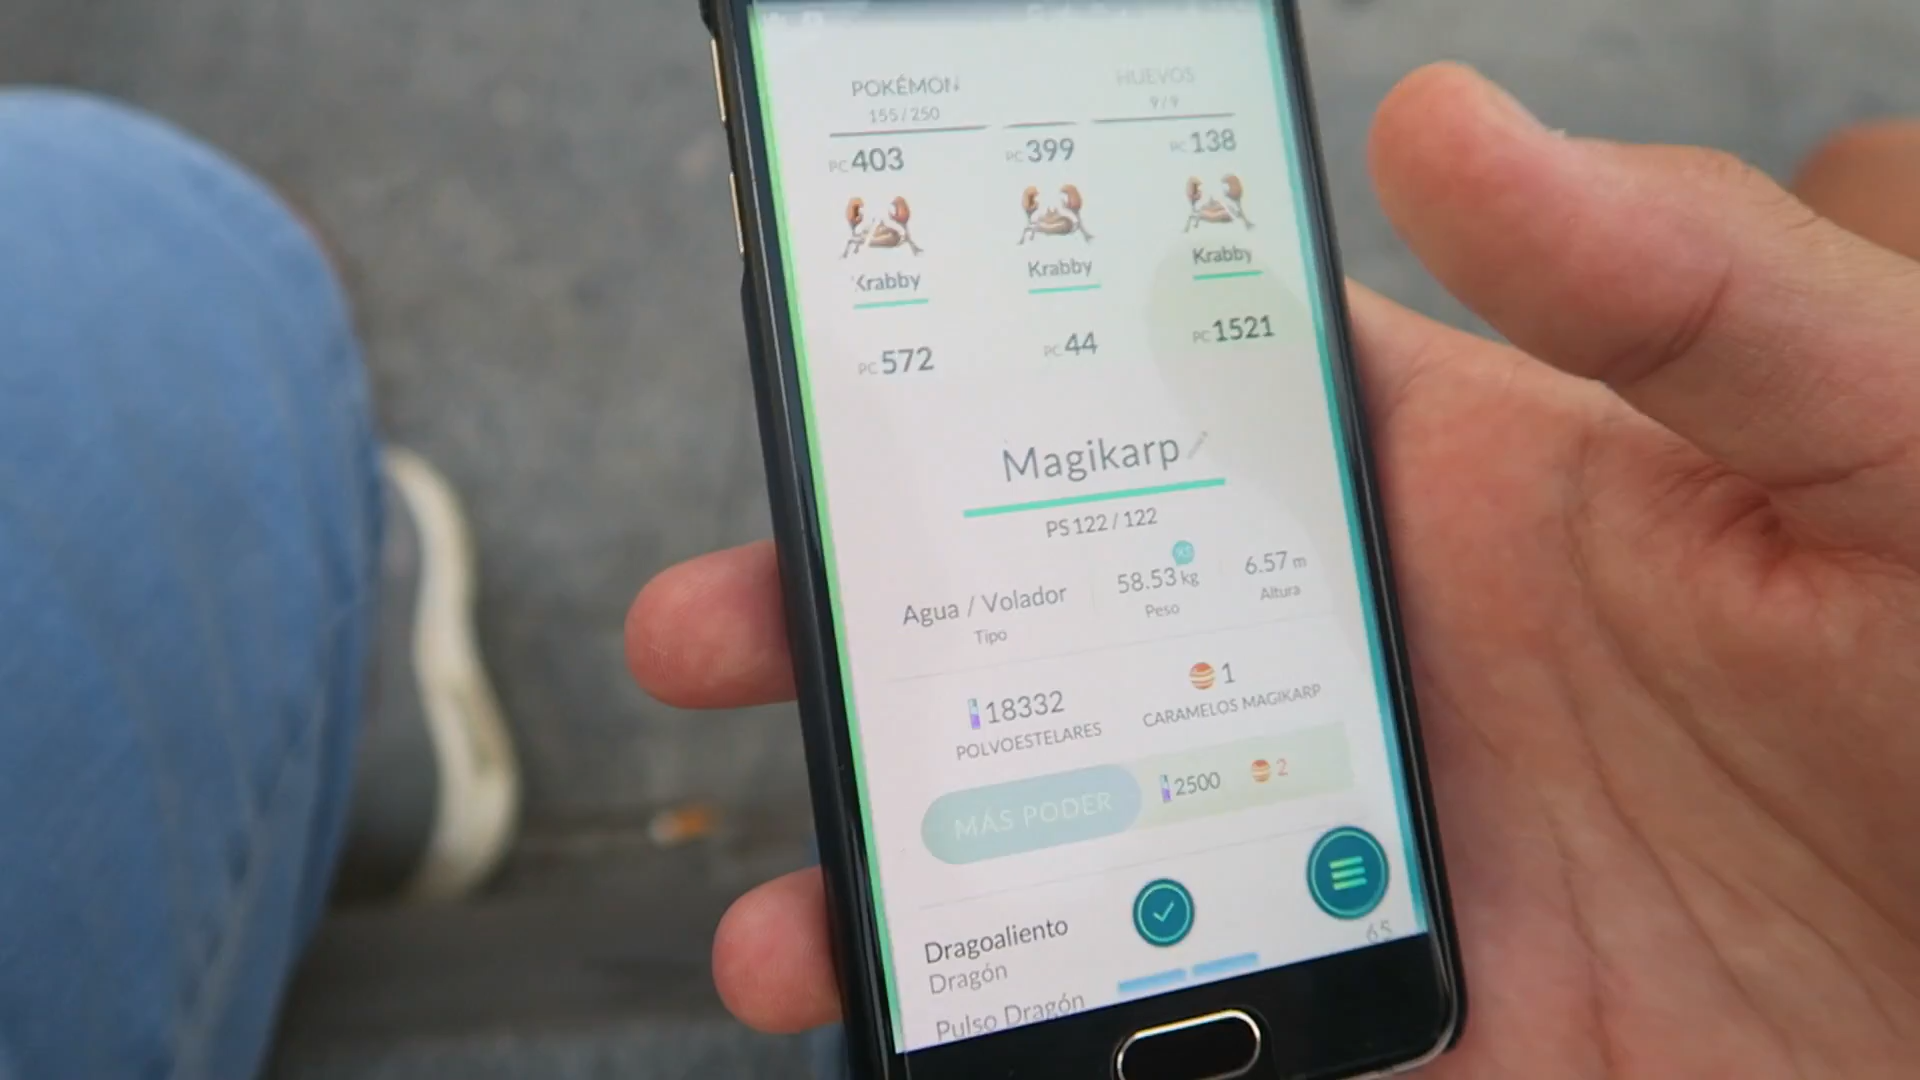 POKÉMON HUEVOS
155/250 9/9
PC 403 PC 399 PC 138
Krabby Krabby Krabby
PC 572 PC 44 PC 1521
Magikarp
PS 122 / 122
Agua / Volador 58.53 kg 6.57 m
Tipo Peso Altura
18332 1
POLVOESTELARES CARAMELOS MAGIKARP
MÁS PODER 2500 2
Dragoaliento
Dragón
65
Pulso Dragón